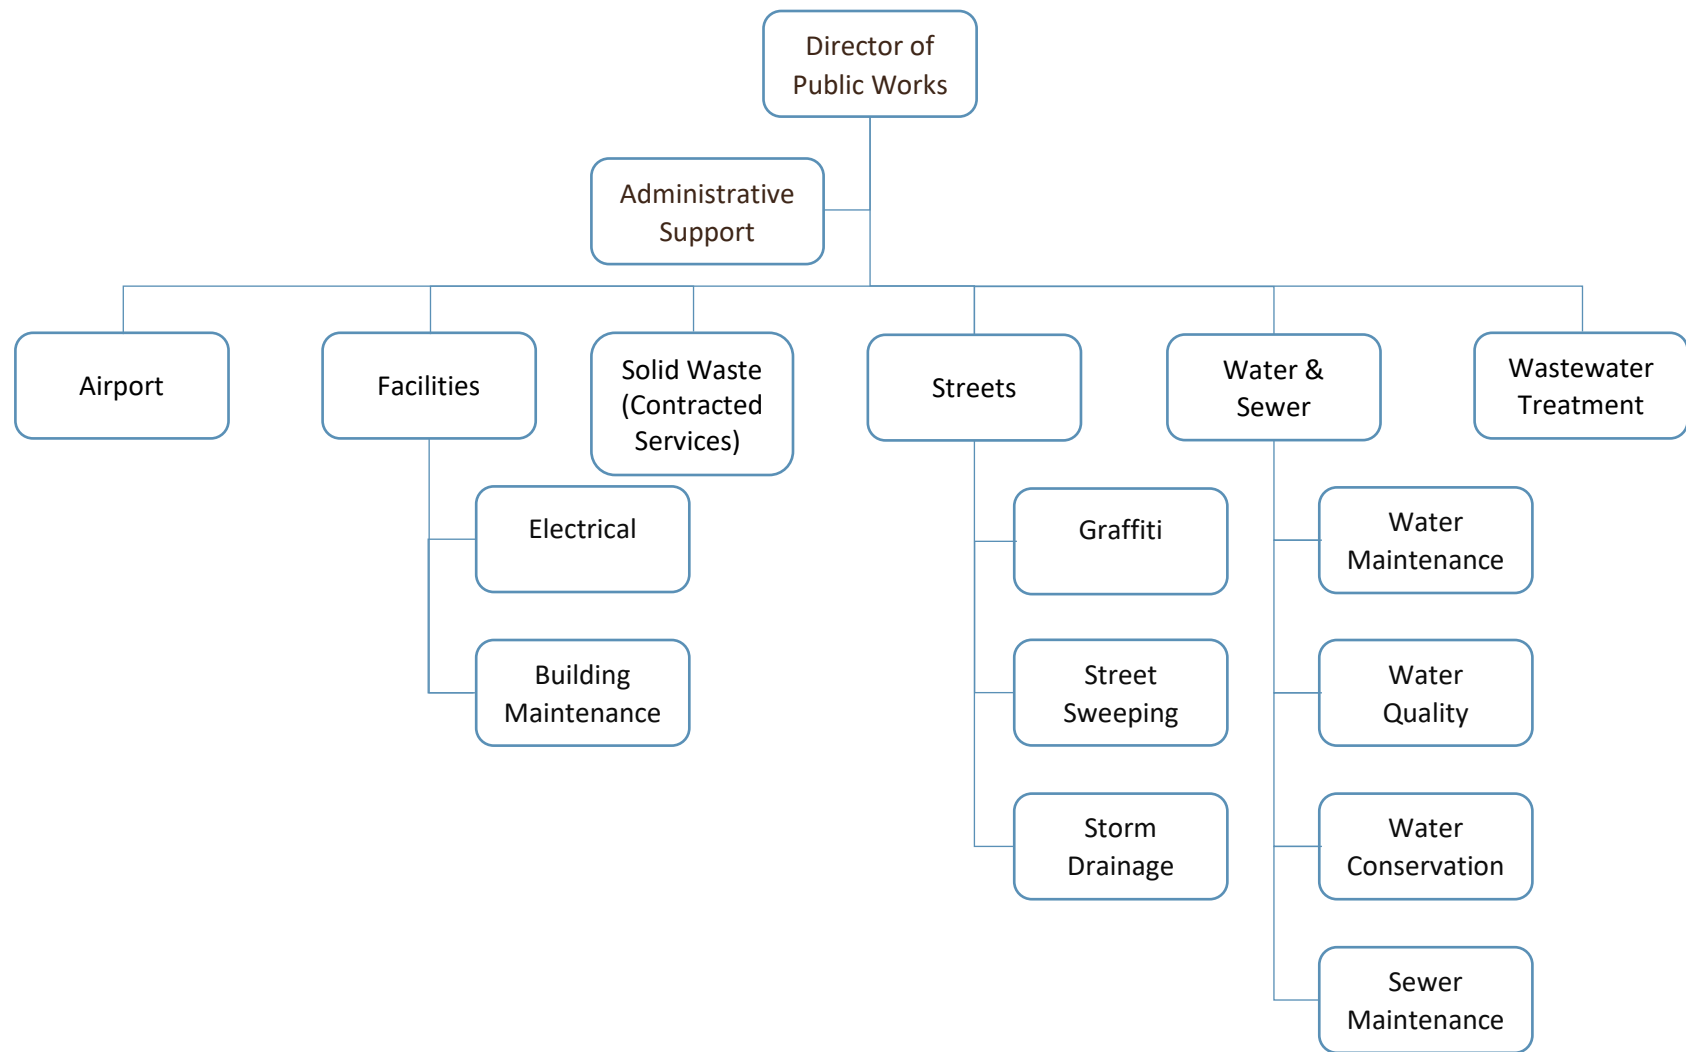 Director of
Public Works
Administrative
Support
Airport
Facilities
Solid Waste
(Contracted
Services)
Streets
Water &
Sewer
Wastewater
Treatment
Electrical
Building
Maintenance
Graffiti
Street
Sweeping
Storm
Drainage
Water
Maintenance
Water
Quality
Water
Conservation
Sewer
Maintenance